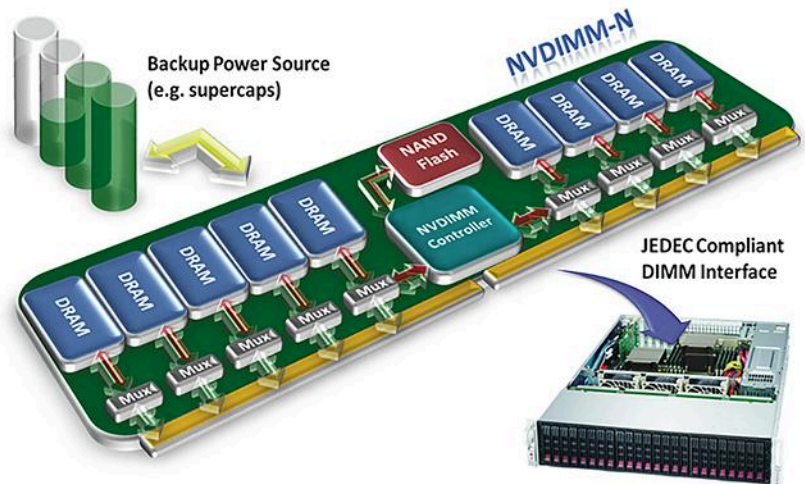 Backup Power Source
(e.g. supercaps)
NVDIMM-N
DRAM
DRAM
DRAM
DRAM
NAND
Flash
NVDIMM
Controller
DRAM
DRAM
DRAM
DRAM
DRAM
Mux
Mux
Mux
Mux
Mux
Mux
Mux
Mux
Mux
JEDEC Compliant
DIMM Interface